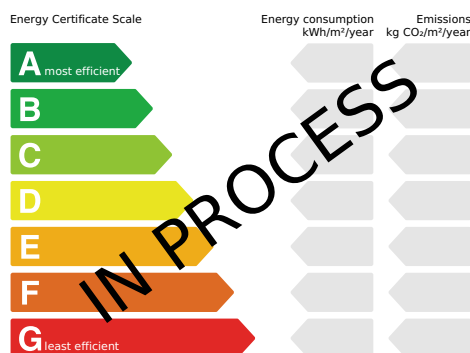 Energy Certificate Scale
Energy consumption
kWh/m²/year
Emissions
kg CO₂/m²/year
A most efficient
B
C
D
E
F
G least efficient
IN PROCESS